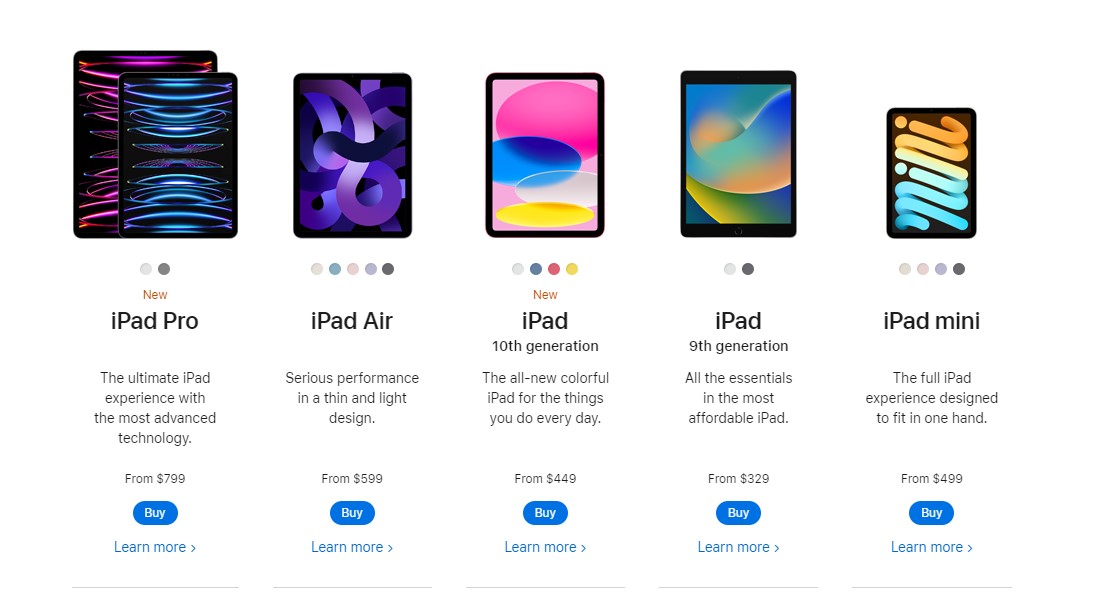 New
iPad Pro
The ultimate iPad
experience with
the most advanced
technology.
From $799
Buy
Learn more >
iPad Air
Serious performance
in a thin and light
design.
From $599
Buy
Learn more >
New
iPad
10th generation
The all-new colorful
iPad for the things
you do every day.
From $449
Buy
Learn more >
iPad
9th generation
All the essentials
in the most
affordable iPad.
From $329
Buy
Learn more >
iPad mini
The full iPad
experience designed
to fit in one hand.
From $499
Buy
Learn more >